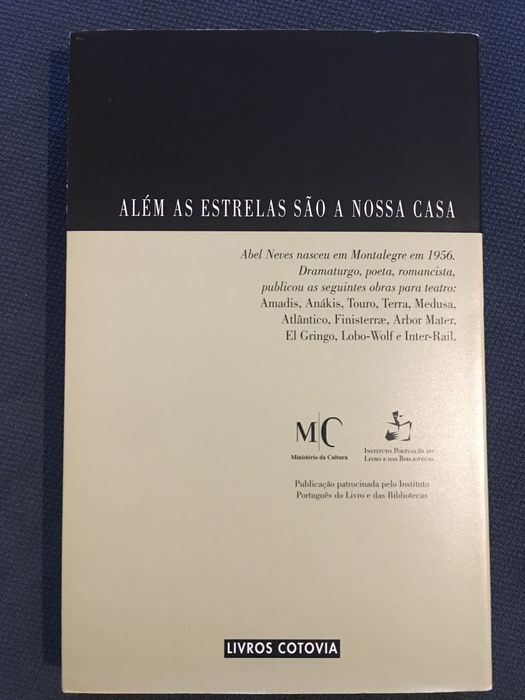 ALÉM AS ESTRELAS SÃO A NOSSA CASA
Abel Neves nasceu em Montalegre em 1956.
Dramaturgo, poeta, romancista,
publicou as seguintes obras para teatro:
Amadis, Anákis, Touro, Terra, Medusa,
Atlântico, Finisterræ, Arbor Mater,
El Gringo, Lobo-Wolf e Inter-Rail.
M|C
Ministério da Cultura
INSTITUTO PORTUGUÊS DO
LIVRO E DAS BIBLIOTECAS
Publicação patrocinada pelo Instituto
Português do Livro e das Bibliotecas
LIVROS COTOVIA